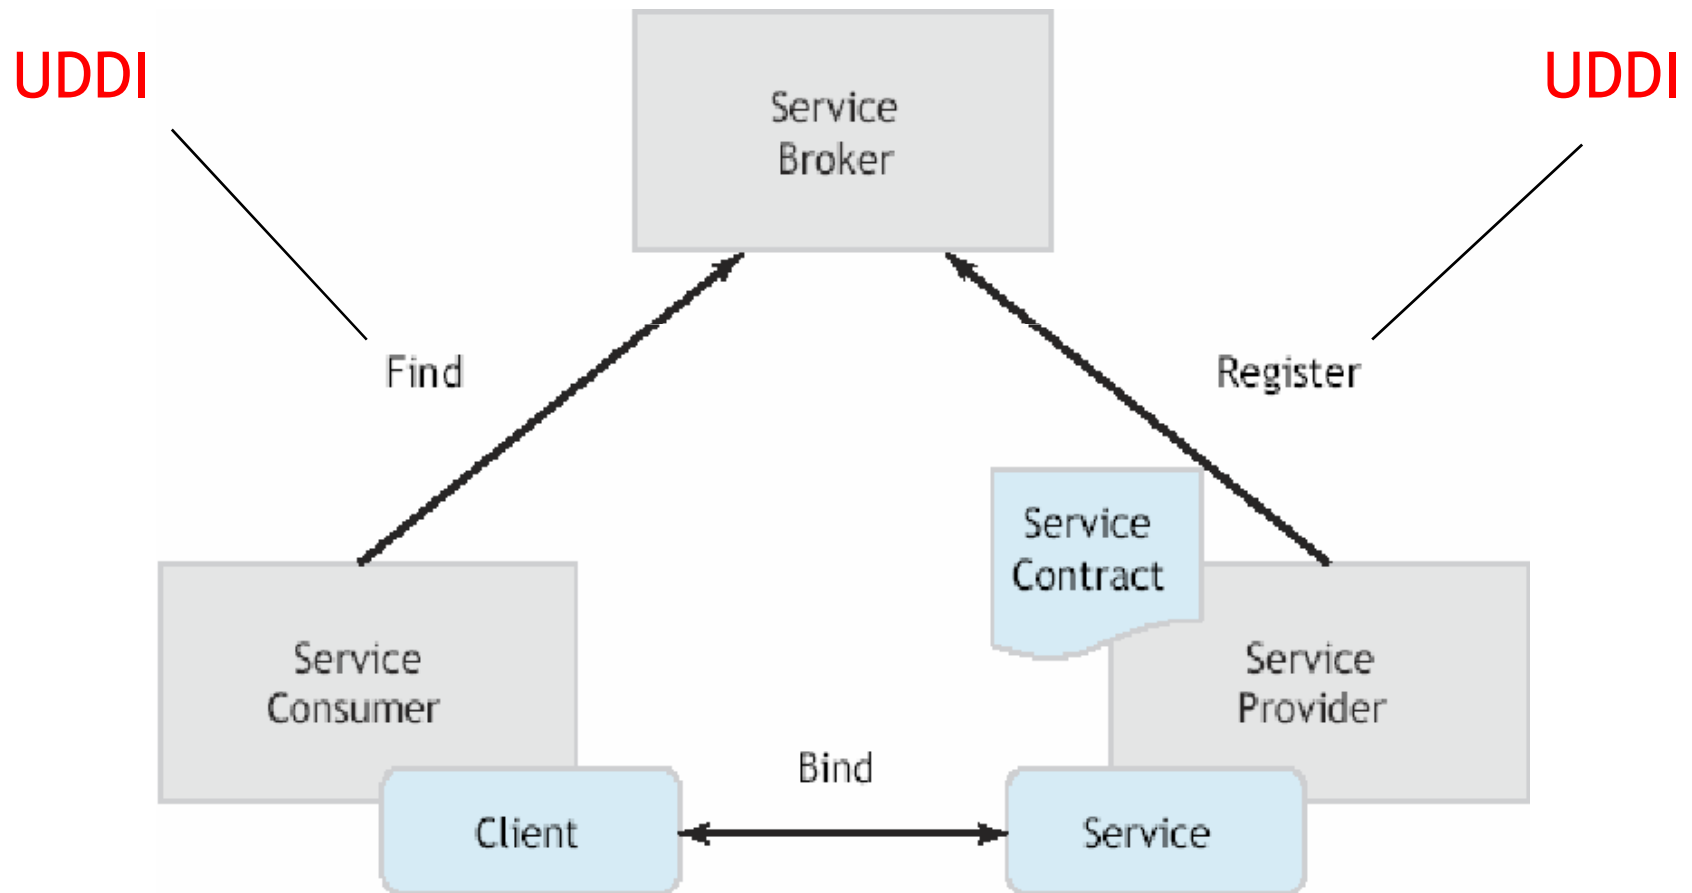 UDDI
UDDI
Service
Broker
Find
Register
Service
Contract
Service
Consumer
Service
Provider
Bind
Client
Service